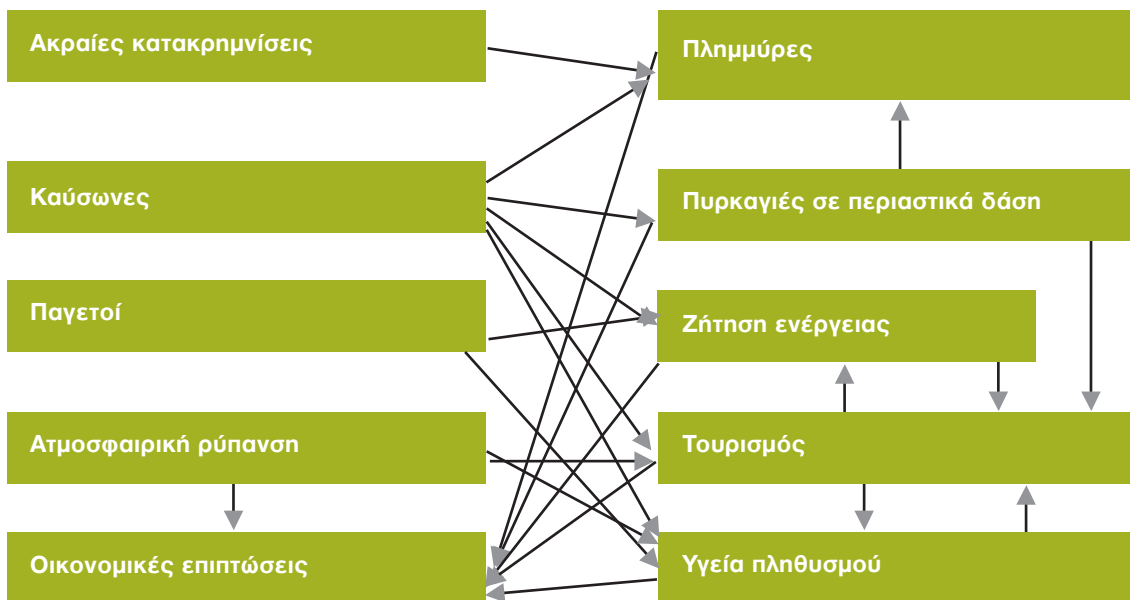 Ακραίες κατακρημνίσεις
Πλημμύρες
Καύσωνες
Πυρκαγιές σε περιαστικά δάση
Παγετοί
Ζήτηση ενέργειας
Ατμοσφαιρική ρύπανση
Τουρισμός
Οικονομικές επιπτώσεις
Υγεία πληθυσμού